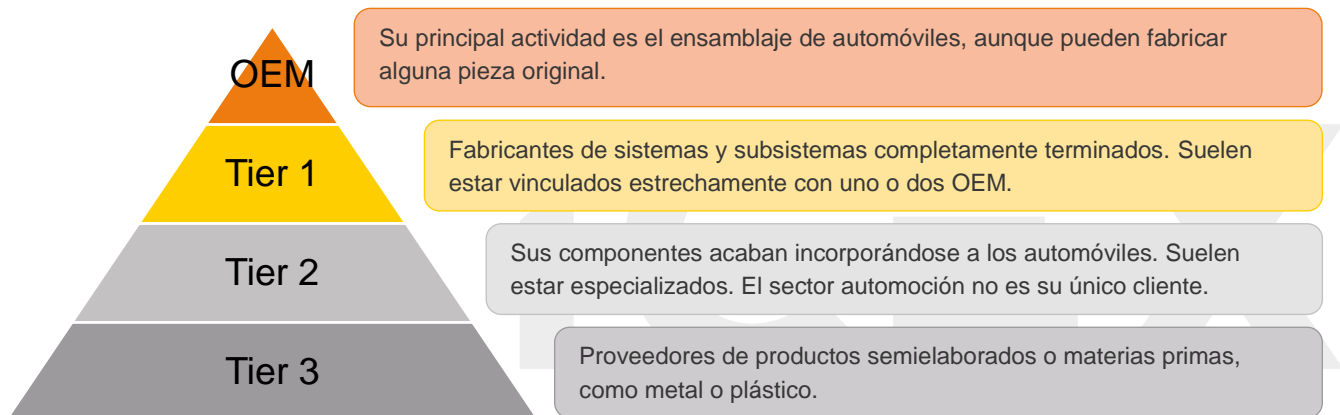 OEM
Su principal actividad es el ensamblaje de automóviles, aunque pueden fabricar
alguna pieza original.
Tier 1
Fabricantes de sistemas y subsistemas completamente terminados. Suelen
estar vinculados estrechamente con uno o dos OEM.
Tier 2
Sus componentes acaban incorporándose a los automóviles. Suelen
estar especializados. El sector automoción no es su único cliente.
Tier 3
Proveedores de productos semielaborados o materias primas,
como metal o plástico.